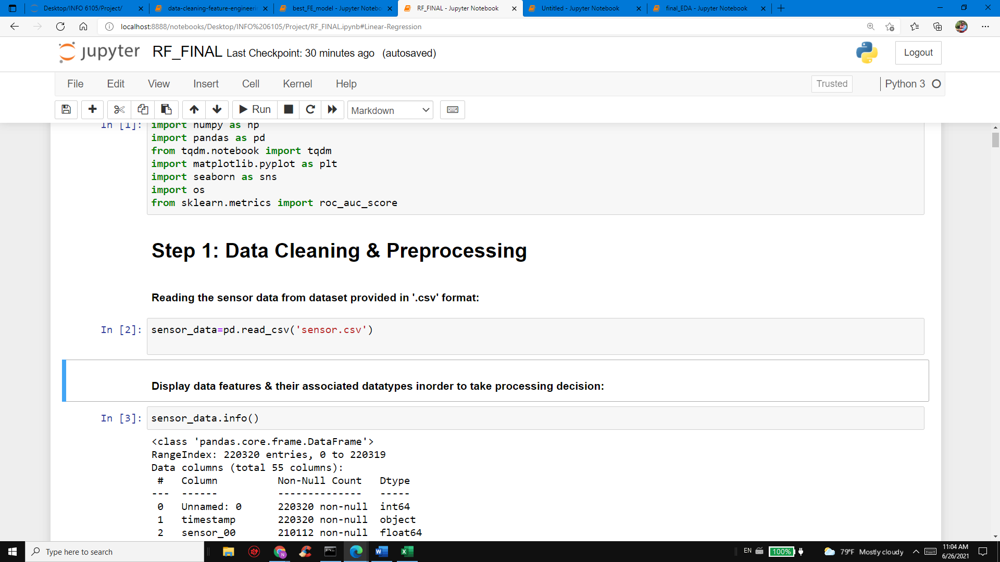 Desktop/INFO 6105/Project/
data-cleaning-feature-engineerin
best_FE_model - Jupyter Notebo
RF_FINAL - Jupyter Notebook
Untitled - Jupyter Notebook
final_EDA - Jupyter Notebook
localhost:8888/notebooks/Desktop/INFO%206105/Project/RF_FINAL.ipynb#Linear-Regression
jupyter RF_FINAL Last Checkpoint: 30 minutes ago (autosaved)
Logout
File Edit View Insert Cell Kernel Help
Trusted
Python 3
Run
Markdown
In [1]: import numpy as np
import pandas as pd
from tqdm.notebook import tqdm
import matplotlib.pyplot as plt
import seaborn as sns
import os
from sklearn.metrics import roc_auc_score
Step 1: Data Cleaning & Preprocessing
Reading the sensor data from dataset provided in '.csv' format:
In [2]: sensor_data=pd.read_csv('sensor.csv')
Display data features & their associated datatypes inorder to take processing decision:
In [3]: sensor_data.info()
<class 'pandas.core.frame.DataFrame'>
RangeIndex: 220320 entries, 0 to 220319
Data columns (total 55 columns):
# Column Non-Null Count Dtype
--- ------ -------------- -----
0 Unnamed: 0 220320 non-null int64
1 timestamp 220320 non-null object
2 sensor_00 210112 non-null float64
Type here to search
EN
100%
79°F Mostly cloudy
11:04 AM
6/26/2021